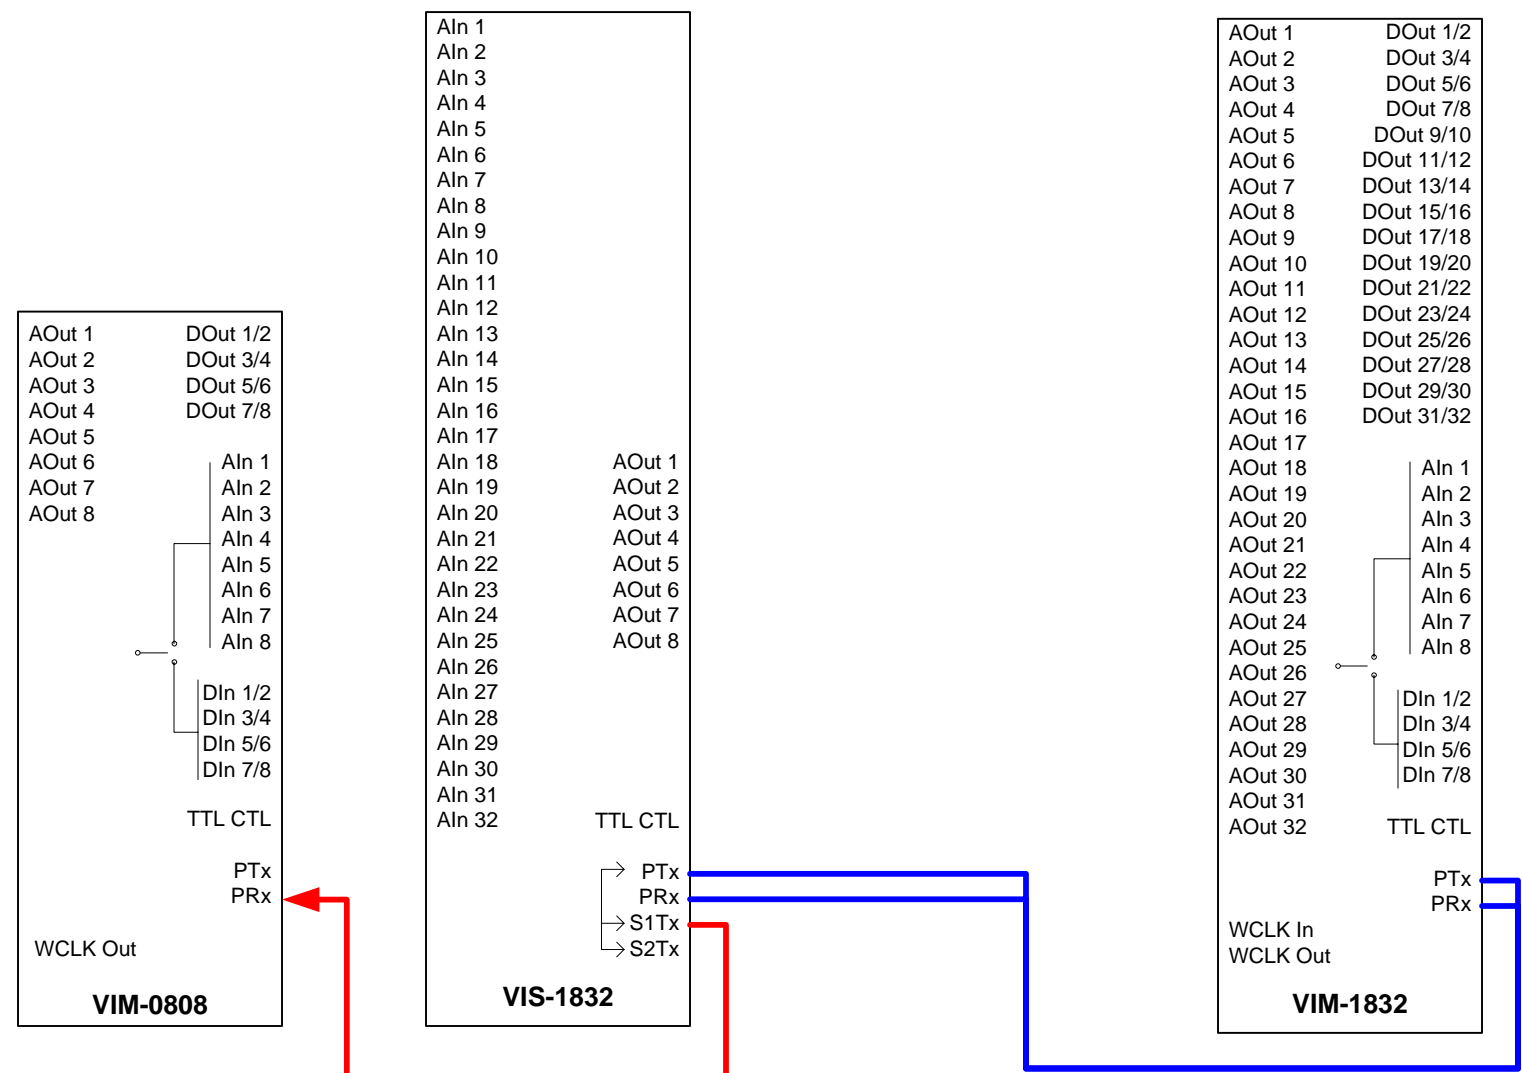 AOut 1 DOut 1/2
AOut 2 DOut 3/4
AOut 3 DOut 5/6
AOut 4 DOut 7/8
AOut 5
AOut 6 AIn 1
AOut 7 AIn 2
AOut 8 AIn 3
AIn 4
AIn 5
AIn 6
AIn 7
AIn 8
DIn 1/2
DIn 3/4
DIn 5/6
DIn 7/8
TTL CTL
PTx
PRx
WCLK Out
VIM-0808
AIn 1
AIn 2
AIn 3
AIn 4
AIn 5
AIn 6
AIn 7
AIn 8
AIn 9
AIn 10
AIn 11
AIn 12
AIn 13
AIn 14
AIn 15
AIn 16
AIn 17
AIn 18 AOut 1
AIn 19 AOut 2
AIn 20 AOut 3
AIn 21 AOut 4
AIn 22 AOut 5
AIn 23 AOut 6
AIn 24 AOut 7
AIn 25 AOut 8
AIn 26
AIn 27
AIn 28
AIn 29
AIn 30
AIn 31
AIn 32 TTL CTL
PTx
PRx
S1Tx
S2Tx
VIS-1832
AOut 1 DOut 1/2
AOut 2 DOut 3/4
AOut 3 DOut 5/6
AOut 4 DOut 7/8
AOut 5 DOut 9/10
AOut 6 DOut 11/12
AOut 7 DOut 13/14
AOut 8 DOut 15/16
AOut 9 DOut 17/18
AOut 10 DOut 19/20
AOut 11 DOut 21/22
AOut 12 DOut 23/24
AOut 13 DOut 25/26
AOut 14 DOut 27/28
AOut 15 DOut 29/30
AOut 16 DOut 31/32
AOut 17
AOut 18 AIn 1
AOut 19 AIn 2
AOut 20 AIn 3
AOut 21 AIn 4
AOut 22 AIn 5
AOut 23 AIn 6
AOut 24 AIn 7
AOut 25 AIn 8
AOut 26
AOut 27 DIn 1/2
AOut 28 DIn 3/4
AOut 29 DIn 5/6
AOut 30 DIn 7/8
AOut 31
AOut 32 TTL CTL
PTx
PRx
WCLK In
WCLK Out
VIM-1832